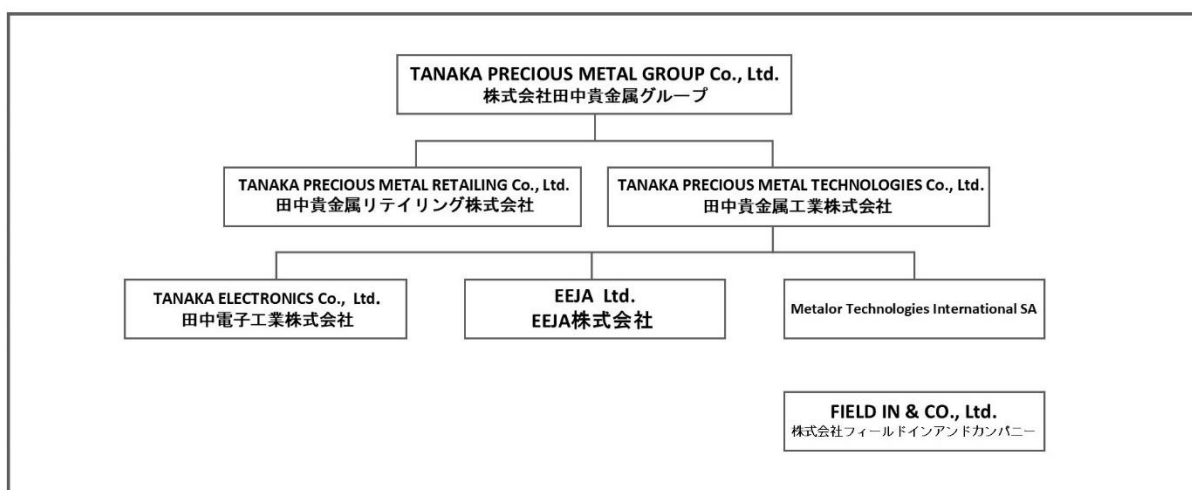 TANAKA PRECIOUS METAL GROUP Co., Ltd.
株式会社田中貴金属グループ
TANAKA PRECIOUS METAL RETAILING Co., Ltd.
田中貴金属リテイリング株式会社
TANAKA PRECIOUS METAL TECHNOLOGIES Co., Ltd.
田中貴金属工業株式会社
TANAKA ELECTRONICS Co., Ltd.
田中電子工業株式会社
EEJA Ltd.
EEJA株式会社
Metalor Technologies International SA
FIELD IN & CO., Ltd.
株式会社フィールドインアンドカンパニー